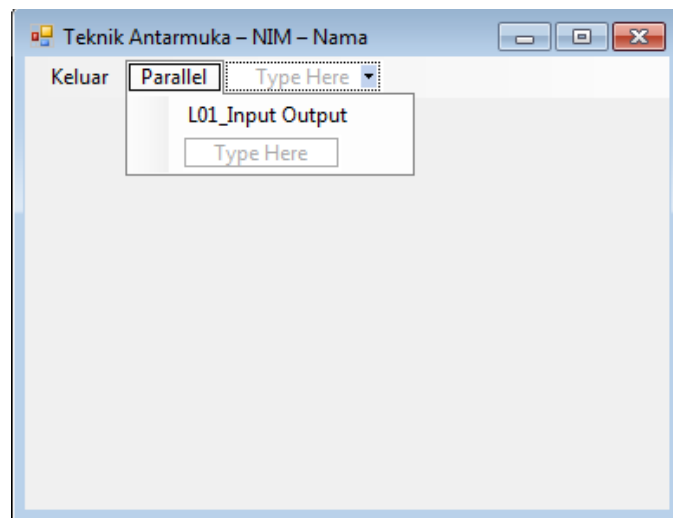 Teknik Antarmuka – NIM – Nama
Keluar Parallel Type Here
L01_Input Output
Type Here